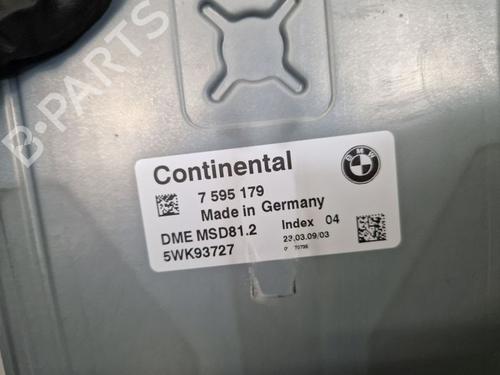 B-PARTS
Continental
BMW
7 595 179
Made in Germany
DME MSD81.2 Index 04
5WK93727 23.03.09/03